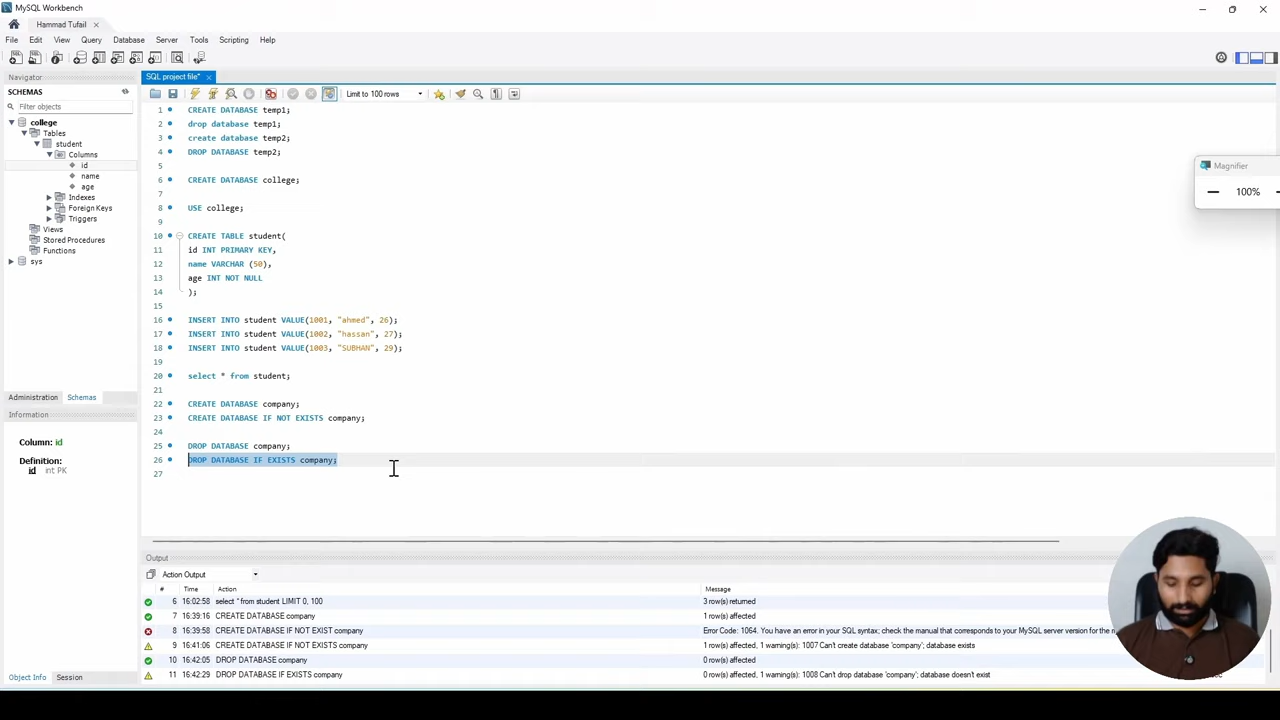 MySQL Workbench
Hammad Tufail ×
File Edit View Query Database Server Tools Scripting Help
Navigator
SCHEMAS
Filter objects
college
Tables
student
Columns
id
name
age
Indexes
Foreign Keys
Triggers
Views
Stored Procedures
Functions
sys
Administration Schemas
Information
Column: id
Definition:
id int PK
Object Info Session
SQL project file* ×
Limit to 100 rows
1 CREATE DATABASE temp1;
2 drop database temp1;
3 create database temp2;
4 DROP DATABASE temp2;
5
6 CREATE DATABASE college;
7
8 USE college;
9
10 CREATE TABLE student(
11 id INT PRIMARY KEY,
12 name VARCHAR (50),
13 age INT NOT NULL
14 );
15
16 INSERT INTO student VALUE(1001, "ahmed", 26);
17 INSERT INTO student VALUE(1002, "hassan", 27);
18 INSERT INTO student VALUE(1003, "SUBHAN", 29);
19
20 select * from student;
21
22 CREATE DATABASE company;
23 CREATE DATABASE IF NOT EXISTS company;
24
25 DROP DATABASE company;
26 DROP DATABASE IF EXISTS company;
27
Magnifier
100%
Output
Action Output
# Time Action Message
6 16:02:58 select * from student LIMIT 0, 100 3 row(s) returned
7 16:39:16 CREATE DATABASE company 1 row(s) affected
8 16:39:58 CREATE DATABASE IF NOT EXIST company Error Code: 1064. You have an error in your SQL syntax; check the manual that corresponds to your MySQL server version for the
9 16:41:06 CREATE DATABASE IF NOT EXISTS company 1 row(s) affected, 1 warning(s): 1007 Can't create database 'company'; database exists
10 16:42:05 DROP DATABASE company 0 row(s) affected
11 16:42:29 DROP DATABASE IF EXISTS company 0 row(s) affected, 1 warning(s): 1008 Can't drop database 'company'; database doesn't exist